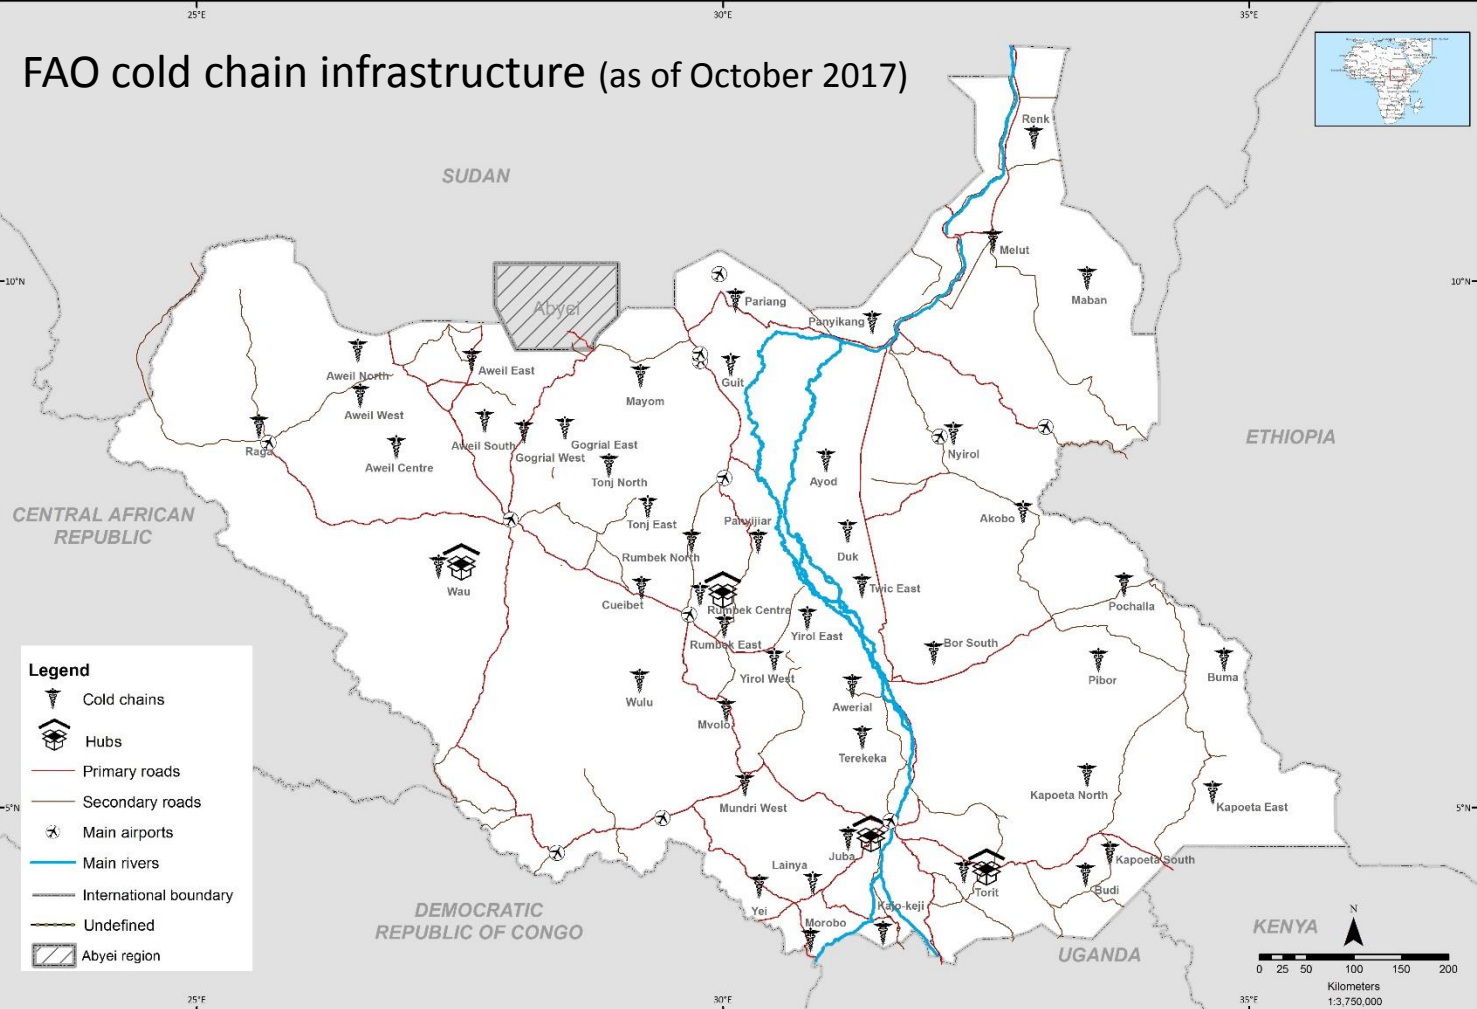 25°E
30°E
35°E
FAO cold chain infrastructure (as of October 2017)
SUDAN
Renk
Melut
10°N
10°N
Maban
Abyei
Pariang
Panyikang
Aweil North
Aweil East
Guit
Mayom
Aweil West
ETHIOPIA
Raga
Aweil South
Gogrial East
Gogrial West
Nyirol
Aweil Centre
Tonj North
Ayod
CENTRAL AFRICAN
REPUBLIC
Tonj East
Panyijiar
Akobo
Rumbek North
Duk
Wau
Cueibet
Twic East
Rumbek Centre
Pochalla
Rumbek East
Yirol East
Bor South
Yirol West
Pibor
Buma
Wulu
Awerial
Mvolo
Terekeka
Kapoeta North
Kapoeta East
Mundri West
5°N
5°N
Juba
Lainya
Kapoeta South
Torit
Budi
Yei
Kajo-keji
Morobo
DEMOCRATIC
REPUBLIC OF CONGO
UGANDA
KENYA
Legend
Cold chains
Hubs
Primary roads
Secondary roads
Main airports
Main rivers
International boundary
Undefined
Abyei region
N
0 25 50 100 150 200
Kilometers
1:3,750,000
25°E
30°E
35°E